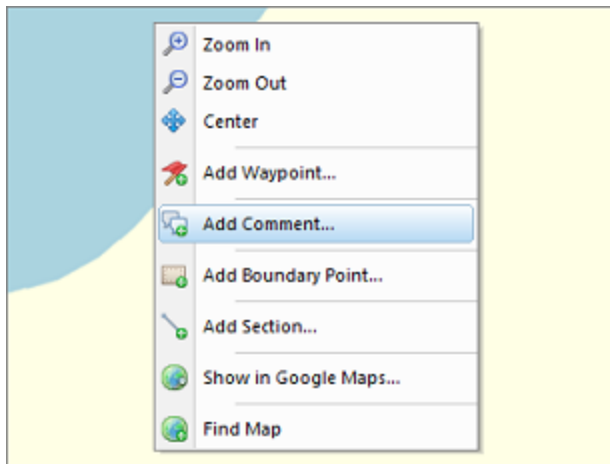 Zoom In
Zoom Out
Center
Add Waypoint...
Add Comment...
Add Boundary Point...
Add Section...
Show in Google Maps...
Find Map